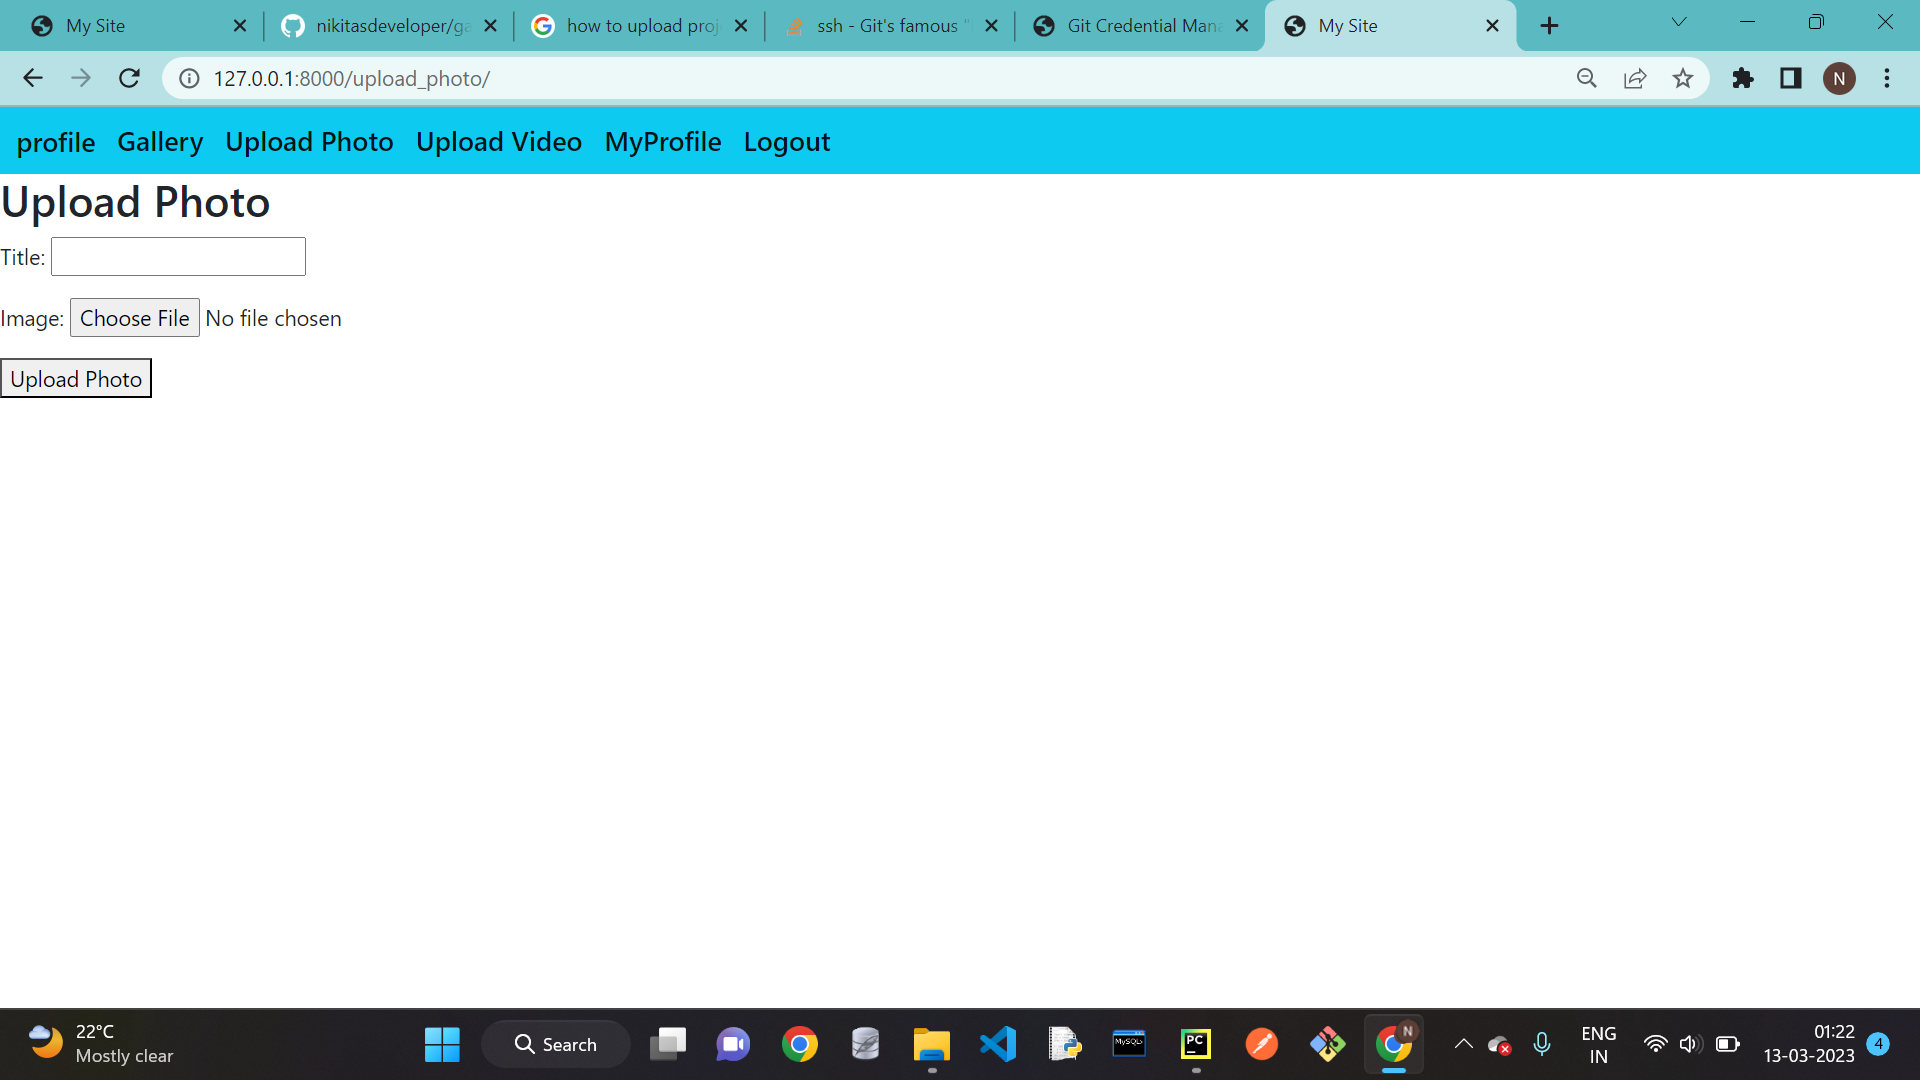 My Site
nikitasdeveloper/ga
how to upload proj
ssh - Git's famous "
Git Credential Mana
My Site
127.0.0.1:8000/upload_photo/
N
profile Gallery Upload Photo Upload Video MyProfile Logout
Upload Photo
Title:
Image: Choose File No file chosen
Upload Photo
22°C
Mostly clear
Search
MySQL
PC
N
ENG
IN
01:22
13-03-2023
4